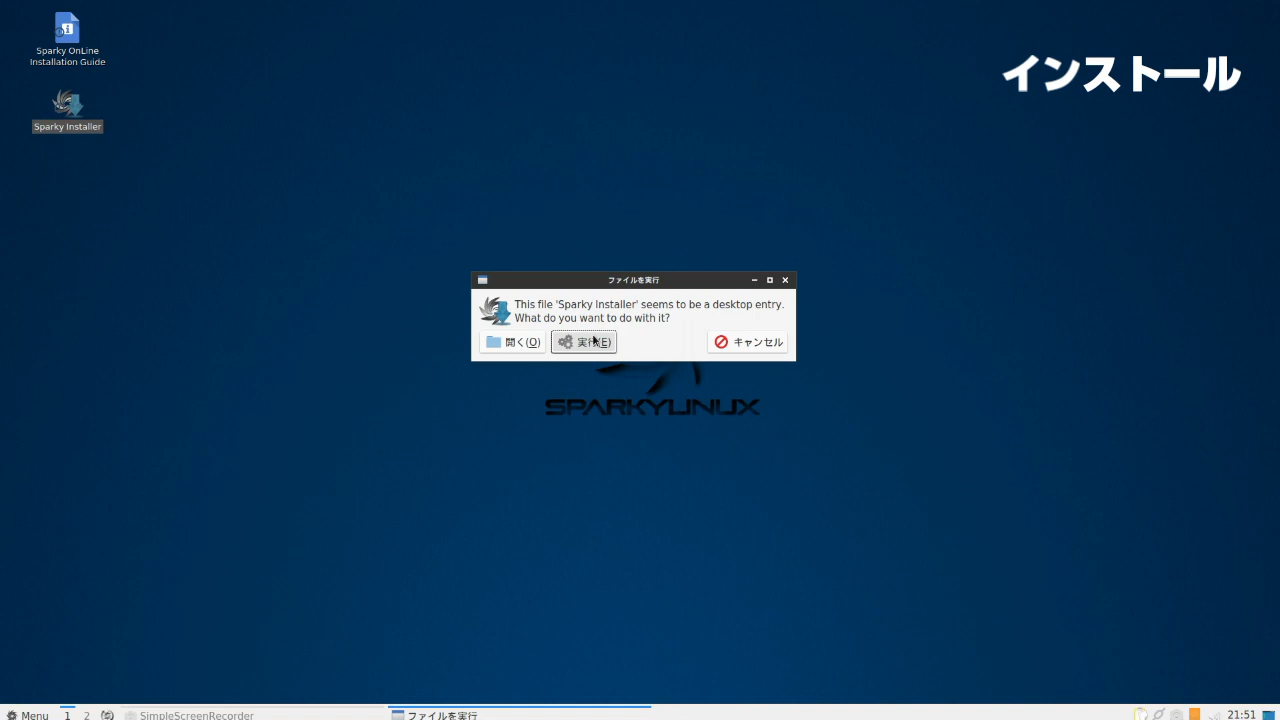 Sparky OnLine
Installation Guide
Sparky Installer
インストール
ファイルを実行
This file 'Sparky Installer' seems to be a desktop entry.
What do you want to do with it?
開く(O)
実行(E)
キャンセル
SPARKYLINUX
Menu
1
2
SimpleScreenRecorder
ファイルを実行
21:51